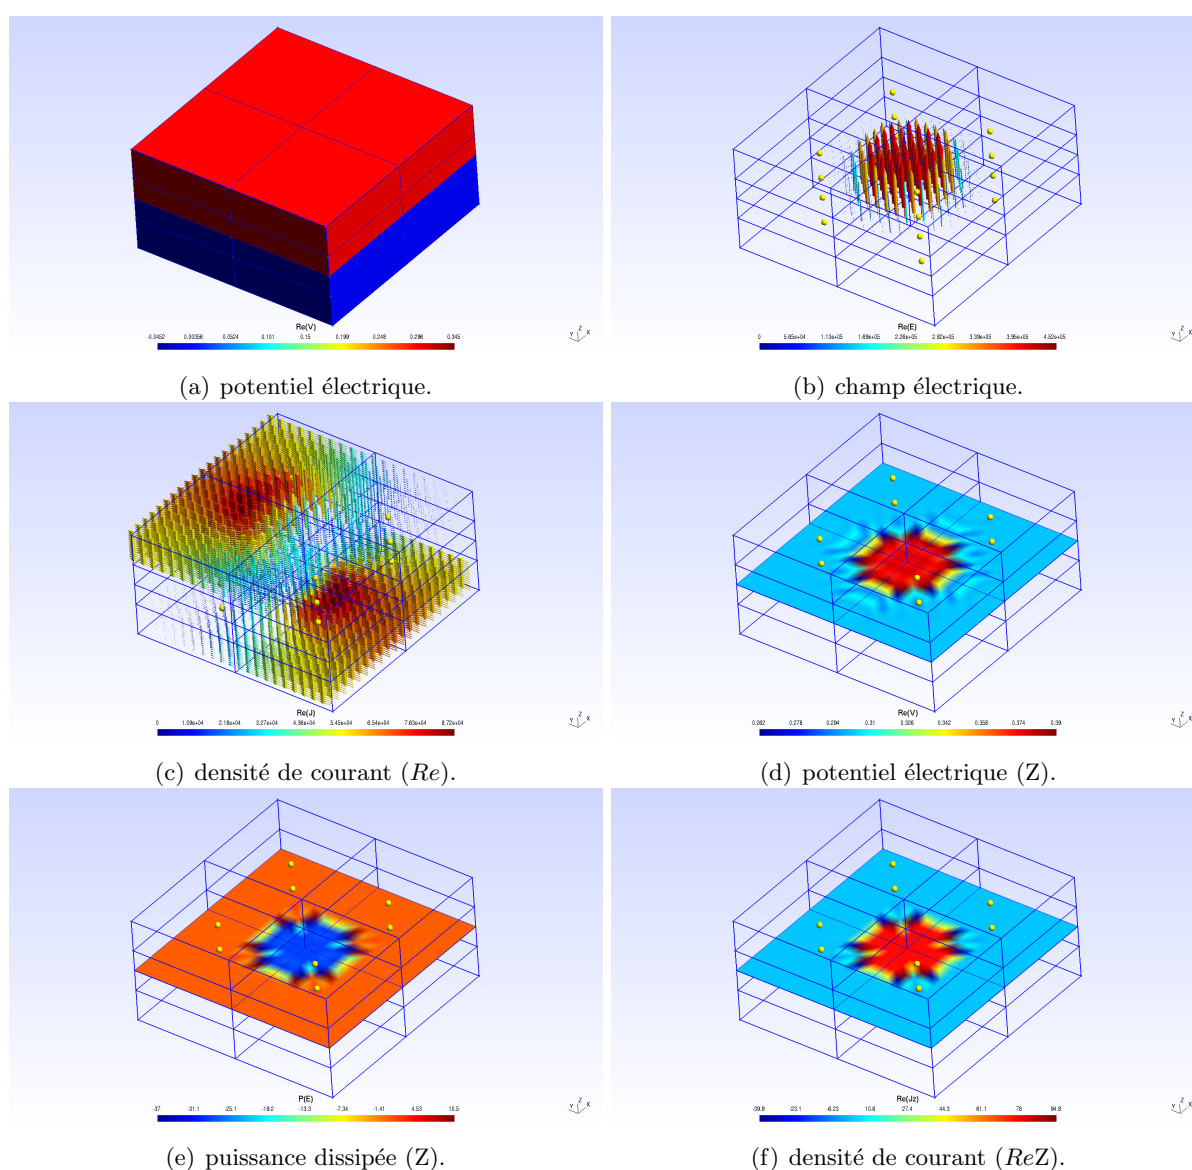 Re(V)
-0.0452 0.00356 0.0524 0.101 0.15 0.199 0.248 0.296 0.345
Z
Y X
(a) potentiel électrique.
Re(E)
0 5.65e+04 1.13e+05 1.69e+05 2.26e+05 2.82e+05 3.39e+05 3.95e+05 4.52e+05
Z
Y X
(b) champ électrique.
Re(J)
0 1.09e+04 2.18e+04 3.27e+04 4.36e+04 5.45e+04 6.54e+04 7.63e+04 8.72e+04
Z
Y X
(c) densité de courant (Re).
Re(V)
0.262 0.278 0.294 0.31 0.326 0.342 0.358 0.374 0.39
Z
Y X
(d) potentiel électrique (Z).
P(E)
-37 -31.1 -25.1 -19.2 -13.3 -7.34 -1.41 4.53 10.5
Z
Y X
(e) puissance dissipée (Z).
Re(Jz)
-39.9 -23.1 -6.23 10.6 27.4 44.3 61.1 78 94.8
Z
Y X
(f) densité de courant (ReZ).